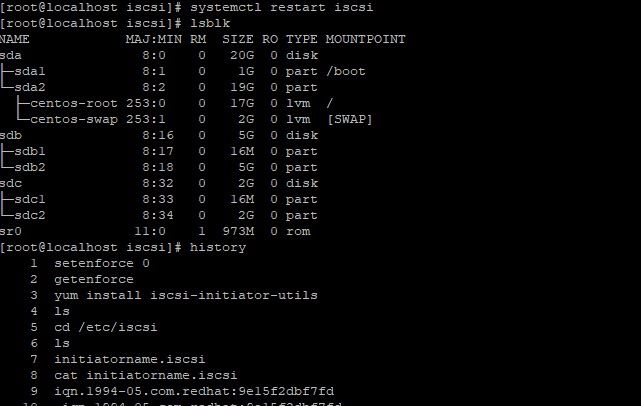 [root@localhost iscsi]# systemctl restart iscsi
[root@localhost iscsi]# lsblk
NAME            MAJ:MIN RM  SIZE RO TYPE MOUNTPOINT
sda               8:0    0   20G  0 disk
├─sda1            8:1    0    1G  0 part /boot
└─sda2            8:2    0   19G  0 part
  ├─centos-root 253:0    0   17G  0 lvm  /
  └─centos-swap 253:1    0    2G  0 lvm  [SWAP]
sdb               8:16   0    5G  0 disk
├─sdb1            8:17   0   16M  0 part
└─sdb2            8:18   0    5G  0 part
sdc               8:32   0    2G  0 disk
├─sdc1            8:33   0   16M  0 part
└─sdc2            8:34   0    2G  0 part
sr0              11:0    1  973M  0 rom
[root@localhost iscsi]# history
    1  setenforce 0
    2  getenforce
    3  yum install iscsi-initiator-utils
    4  ls
    5  cd /etc/iscsi
    6  ls
    7  initiatorname.iscsi
    8  cat initiatorname.iscsi
    9  iqn.1994-05.com.redhat:9e15f2dbf7fd